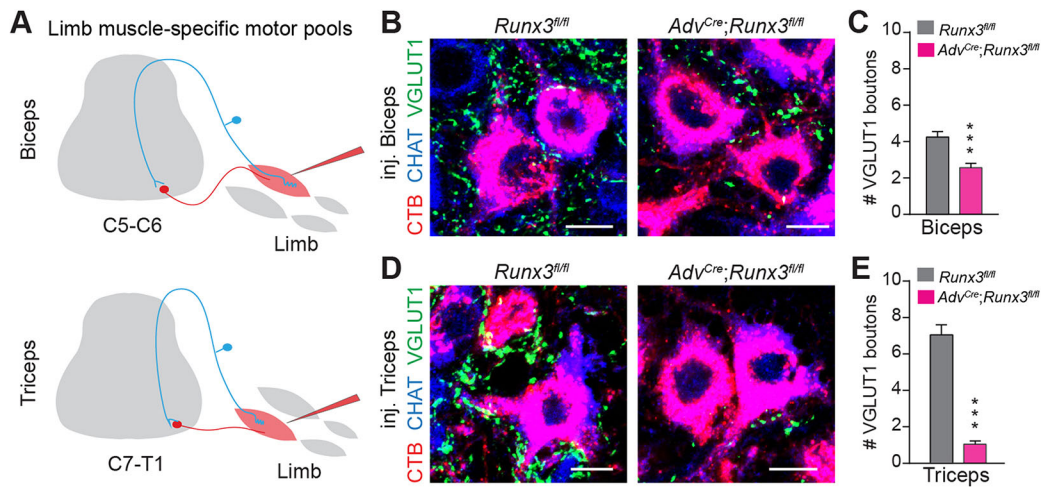 A
Limb muscle-specific motor pools
Biceps
C5-C6
Limb
Triceps
C7-T1
Limb
B
Runx3fl/fl
AdvCre;Runx3fl/fl
inj. Biceps
CTB CHAT VGLUT1
C
Runx3fl/fl
AdvCre;Runx3fl/fl
# VGLUT1 boutons
10
8
6
4
2
0
***
Biceps
D
Runx3fl/fl
AdvCre;Runx3fl/fl
inj. Triceps
CTB CHAT VGLUT1
E
Runx3fl/fl
AdvCre;Runx3fl/fl
# VGLUT1 boutons
10
8
6
4
2
0
***
Triceps